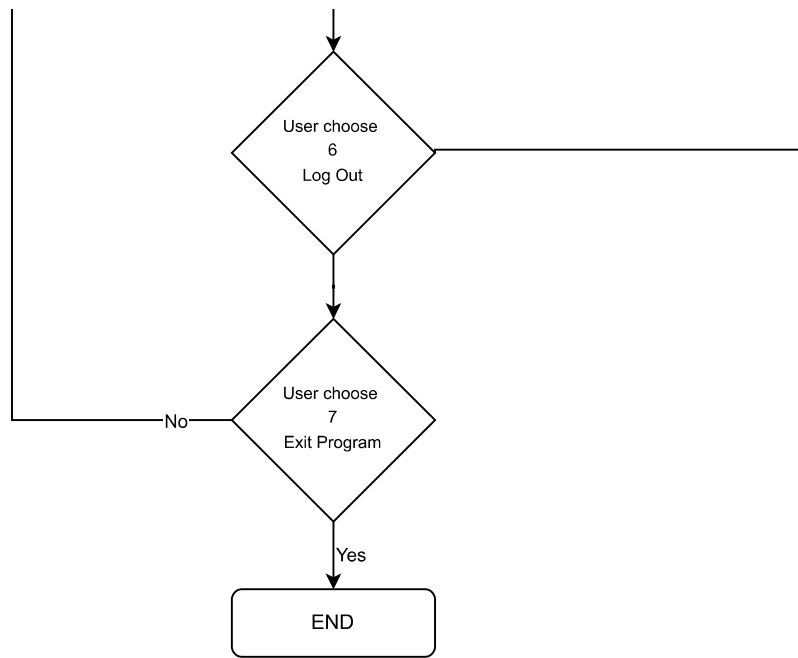 User choose
6
Log Out
User choose
7
Exit Program
No
Yes
END